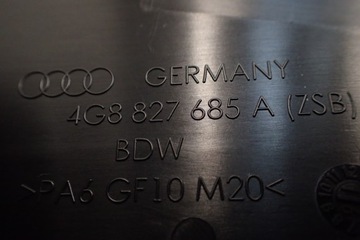 GERMANY
4G8 827 685 A (ZSB)
BDW
>PA6 GF10 M20<